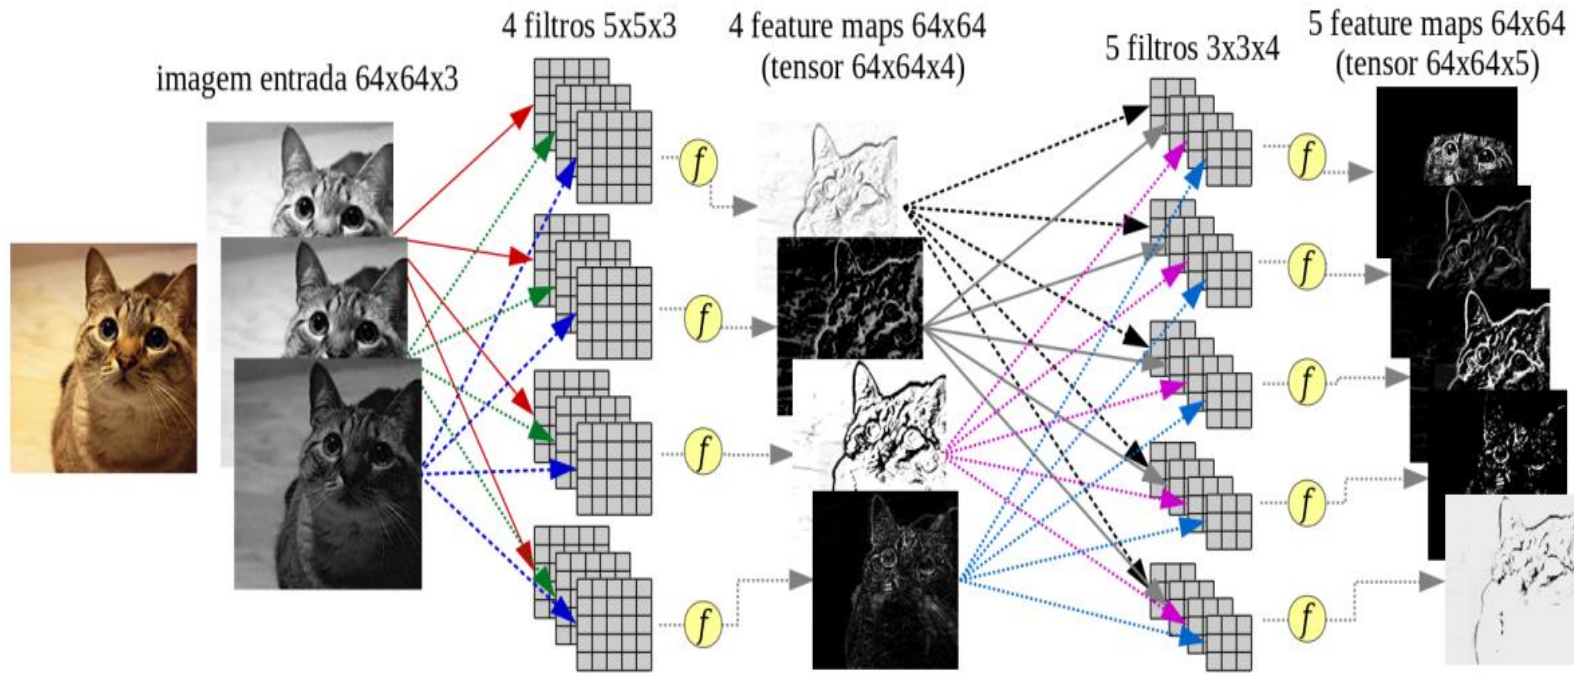 imagem entrada 64x64x3
4 filtros 5x5x3
4 feature maps 64x64
(tensor 64x64x4)
5 filtros 3x3x4
5 feature maps 64x64
(tensor 64x64x5)
f
f
f
f
f
f
f
f
f